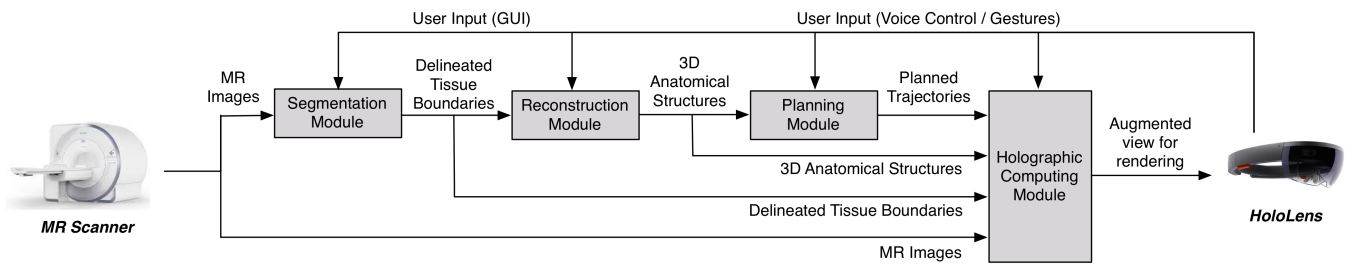 User Input (GUI)
User Input (Voice Control / Gestures)
MR
Images
Segmentation
Module
Delineated
Tissue
Boundaries
Reconstruction
Module
3D
Anatomical
Structures
Planning
Module
Planned
Trajectories
3D Anatomical Structures
Delineated Tissue Boundaries
MR Images
Holographic
Computing
Module
Augmented
view for
rendering
MR Scanner
HoloLens